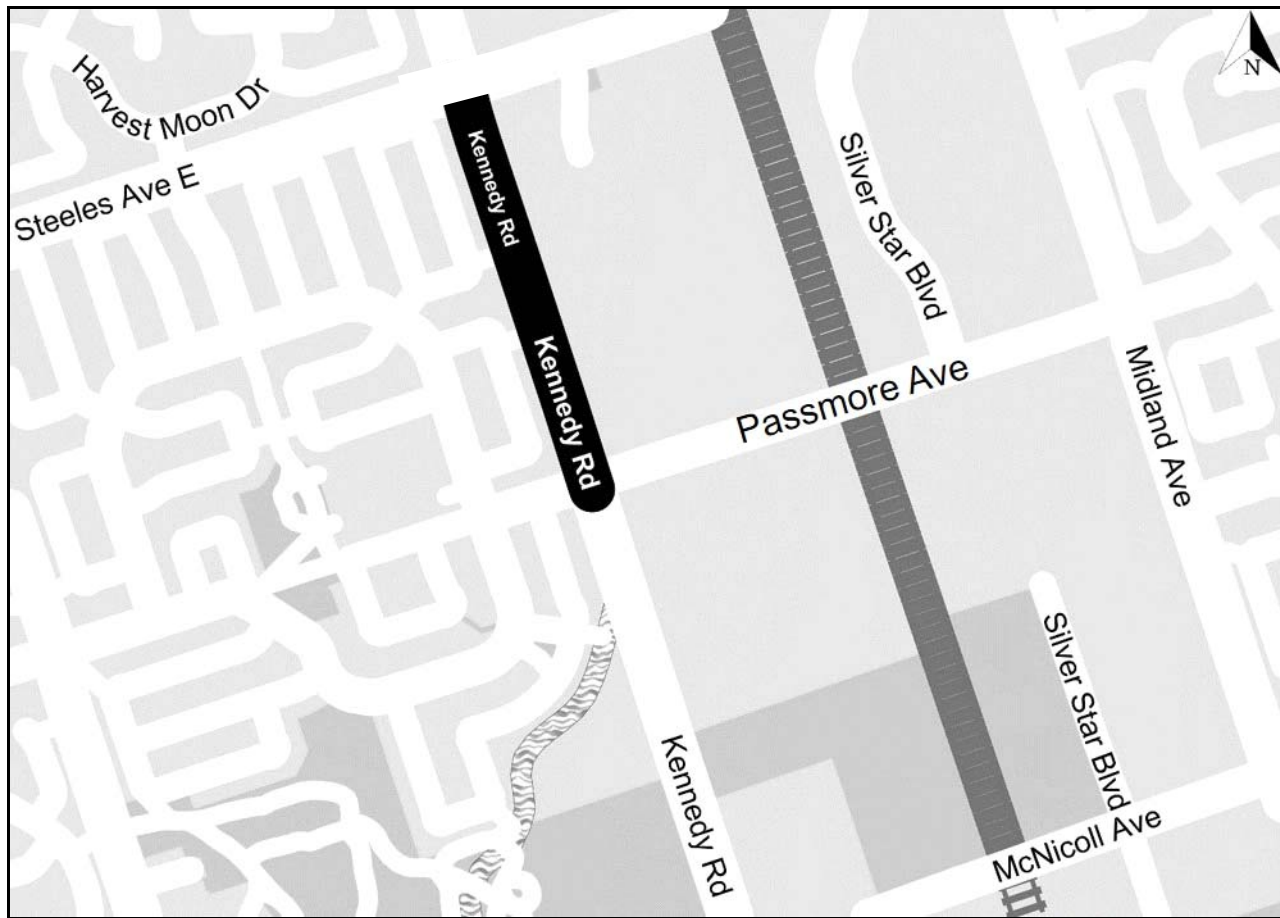 N
Harvest Moon Dr
Steeles Ave E
Kennedy Rd
Silver Star Blvd
Kennedy Rd
Passmore Ave
Midland Ave
Silver Star Blvd
Kennedy Rd
McNicoll Ave